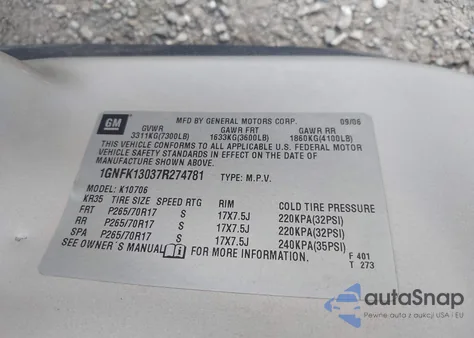 GM
MFD BY GENERAL MOTORS CORP. 09/06
GVWR GAWR FRT GAWR RR
3311KG(7300LB) 1633KG(3600LB) 1860KG(4100LB)
THIS VEHICLE CONFORMS TO ALL APPLICABLE U.S. FEDERAL MOTOR
VEHICLE SAFETY STANDARDS IN EFFECT ON THE DATE OF
MANUFACTURE SHOWN ABOVE.
1GNFK13037R274781 TYPE: M.P.V.
MODEL: K10706
KR35 TIRE SIZE SPEED RTG RIM COLD TIRE PRESSURE
FRT P265/70R17 S 17X7.5J 220KPA(32PSI)
RR P265/70R17 S 17X7.5J 220KPA(32PSI)
SPA P265/70R17 S 17X7.5J 240KPA(35PSI)
SEE OWNER'S MANUAL FOR MORE INFORMATION. F 401
T 273
autoSnap
Pewne auta z aukcji USA i EU